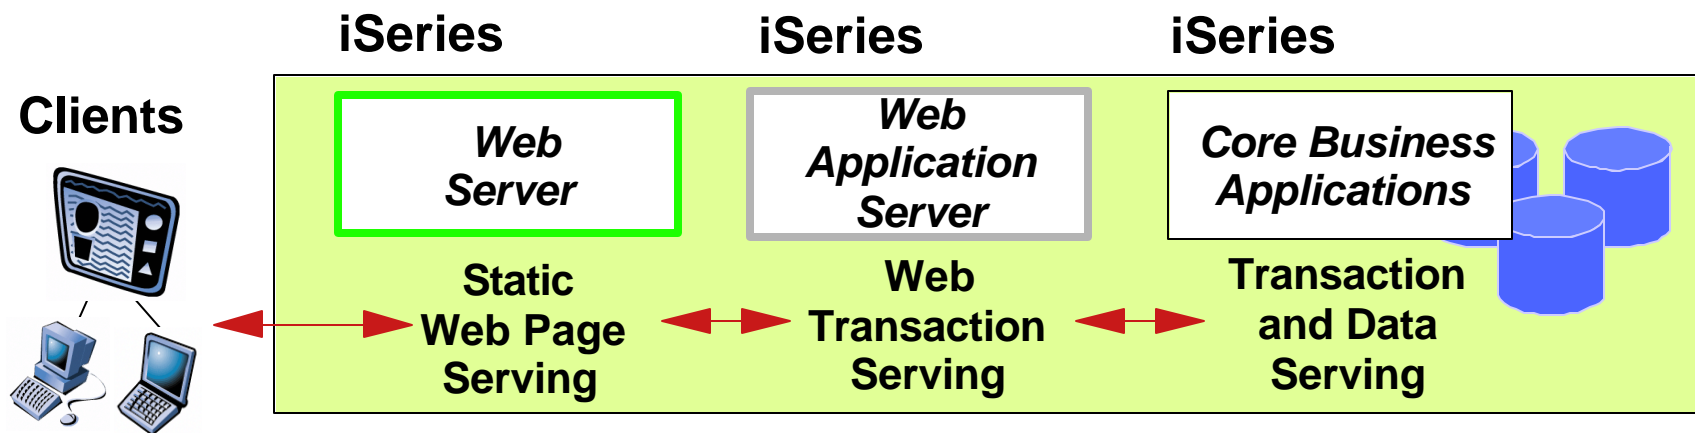 iSeries
iSeries
iSeries
Clients
Web
Server
Web
Application
Server
Core Business
Applications
Static
Web Page
Serving
Web
Transaction
Serving
Transaction
and Data
Serving